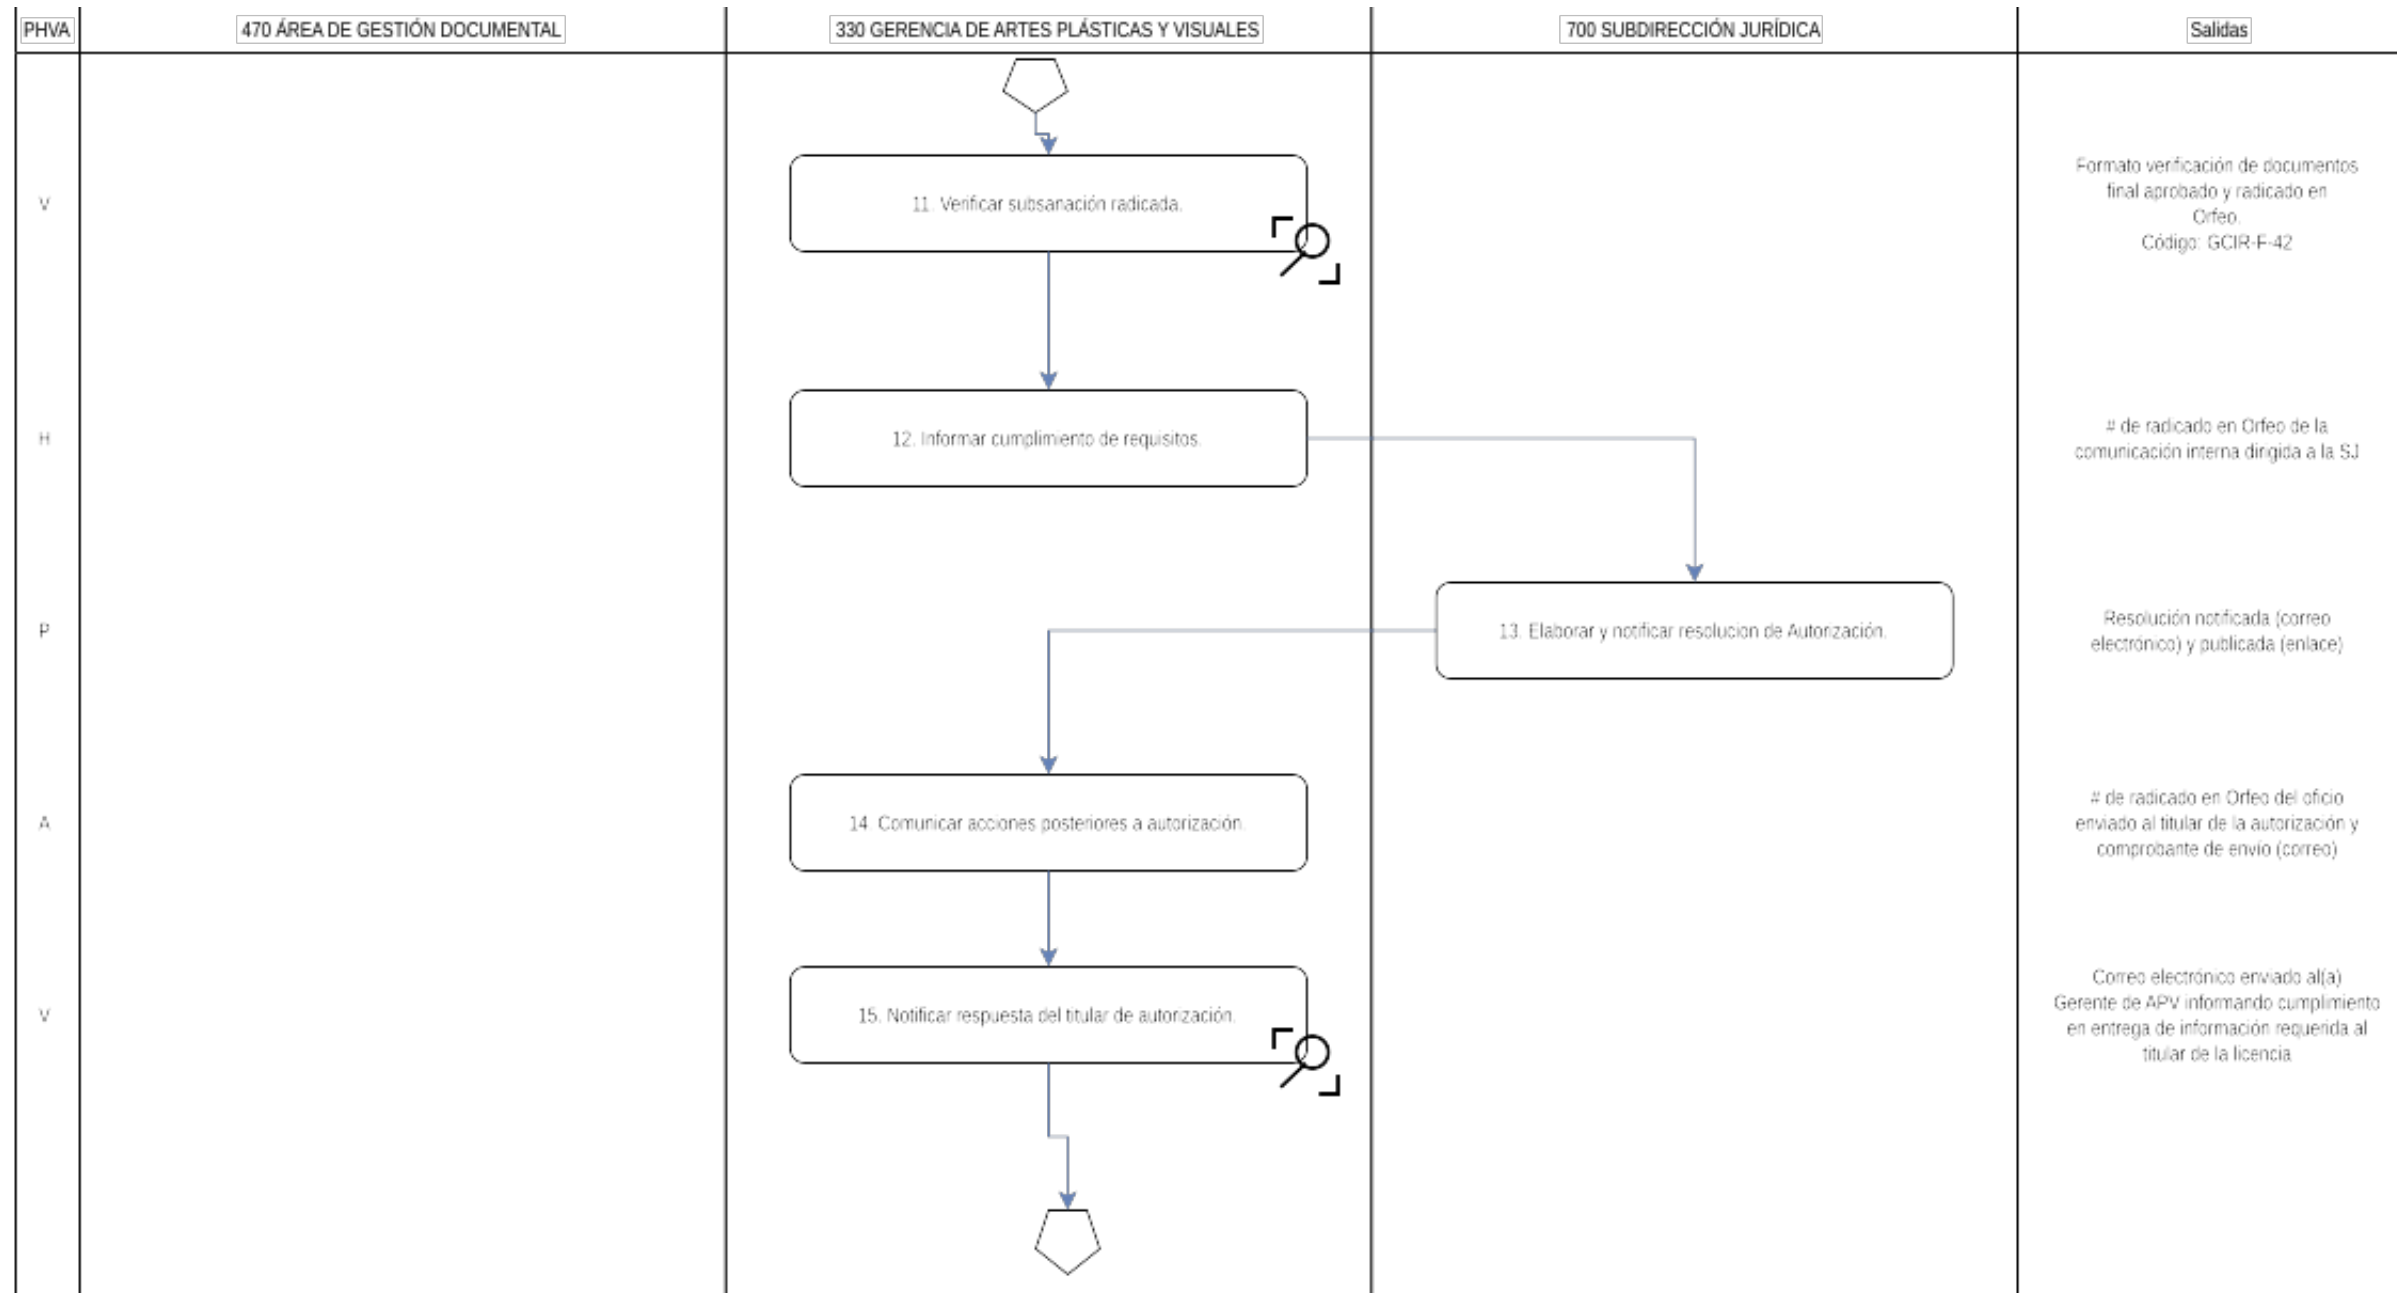 PHVA
470 ÁREA DE GESTIÓN DOCUMENTAL
330 GERENCIA DE ARTES PLÁSTICAS Y VISUALES
700 SUBDIRECCIÓN JURÍDICA
Salidas
V
11. Verificar subsanación radicada.
Formato verificación de documentos
final aprobado y radicado en
Orfeo.
Código: GCIR-F-42
H
12. Informar cumplimiento de requisitos.
# de radicado en Orfeo de la
comunicación interna dirigida a la SJ
P
13. Elaborar y notificar resolucion de Autorización.
Resolución notificada (correo
electrónico) y publicada (enlace)
A
14. Comunicar acciones posteriores a autorización.
# de radicado en Orfeo del oficio
enviado al titular de la autorización y
comprobante de envío (correo)
V
15. Notificar respuesta del titular de autorización.
Correo electrónico enviado al(a)
Gerente de APV informando cumplimiento
en entrega de información requerida al
titular de la licencia